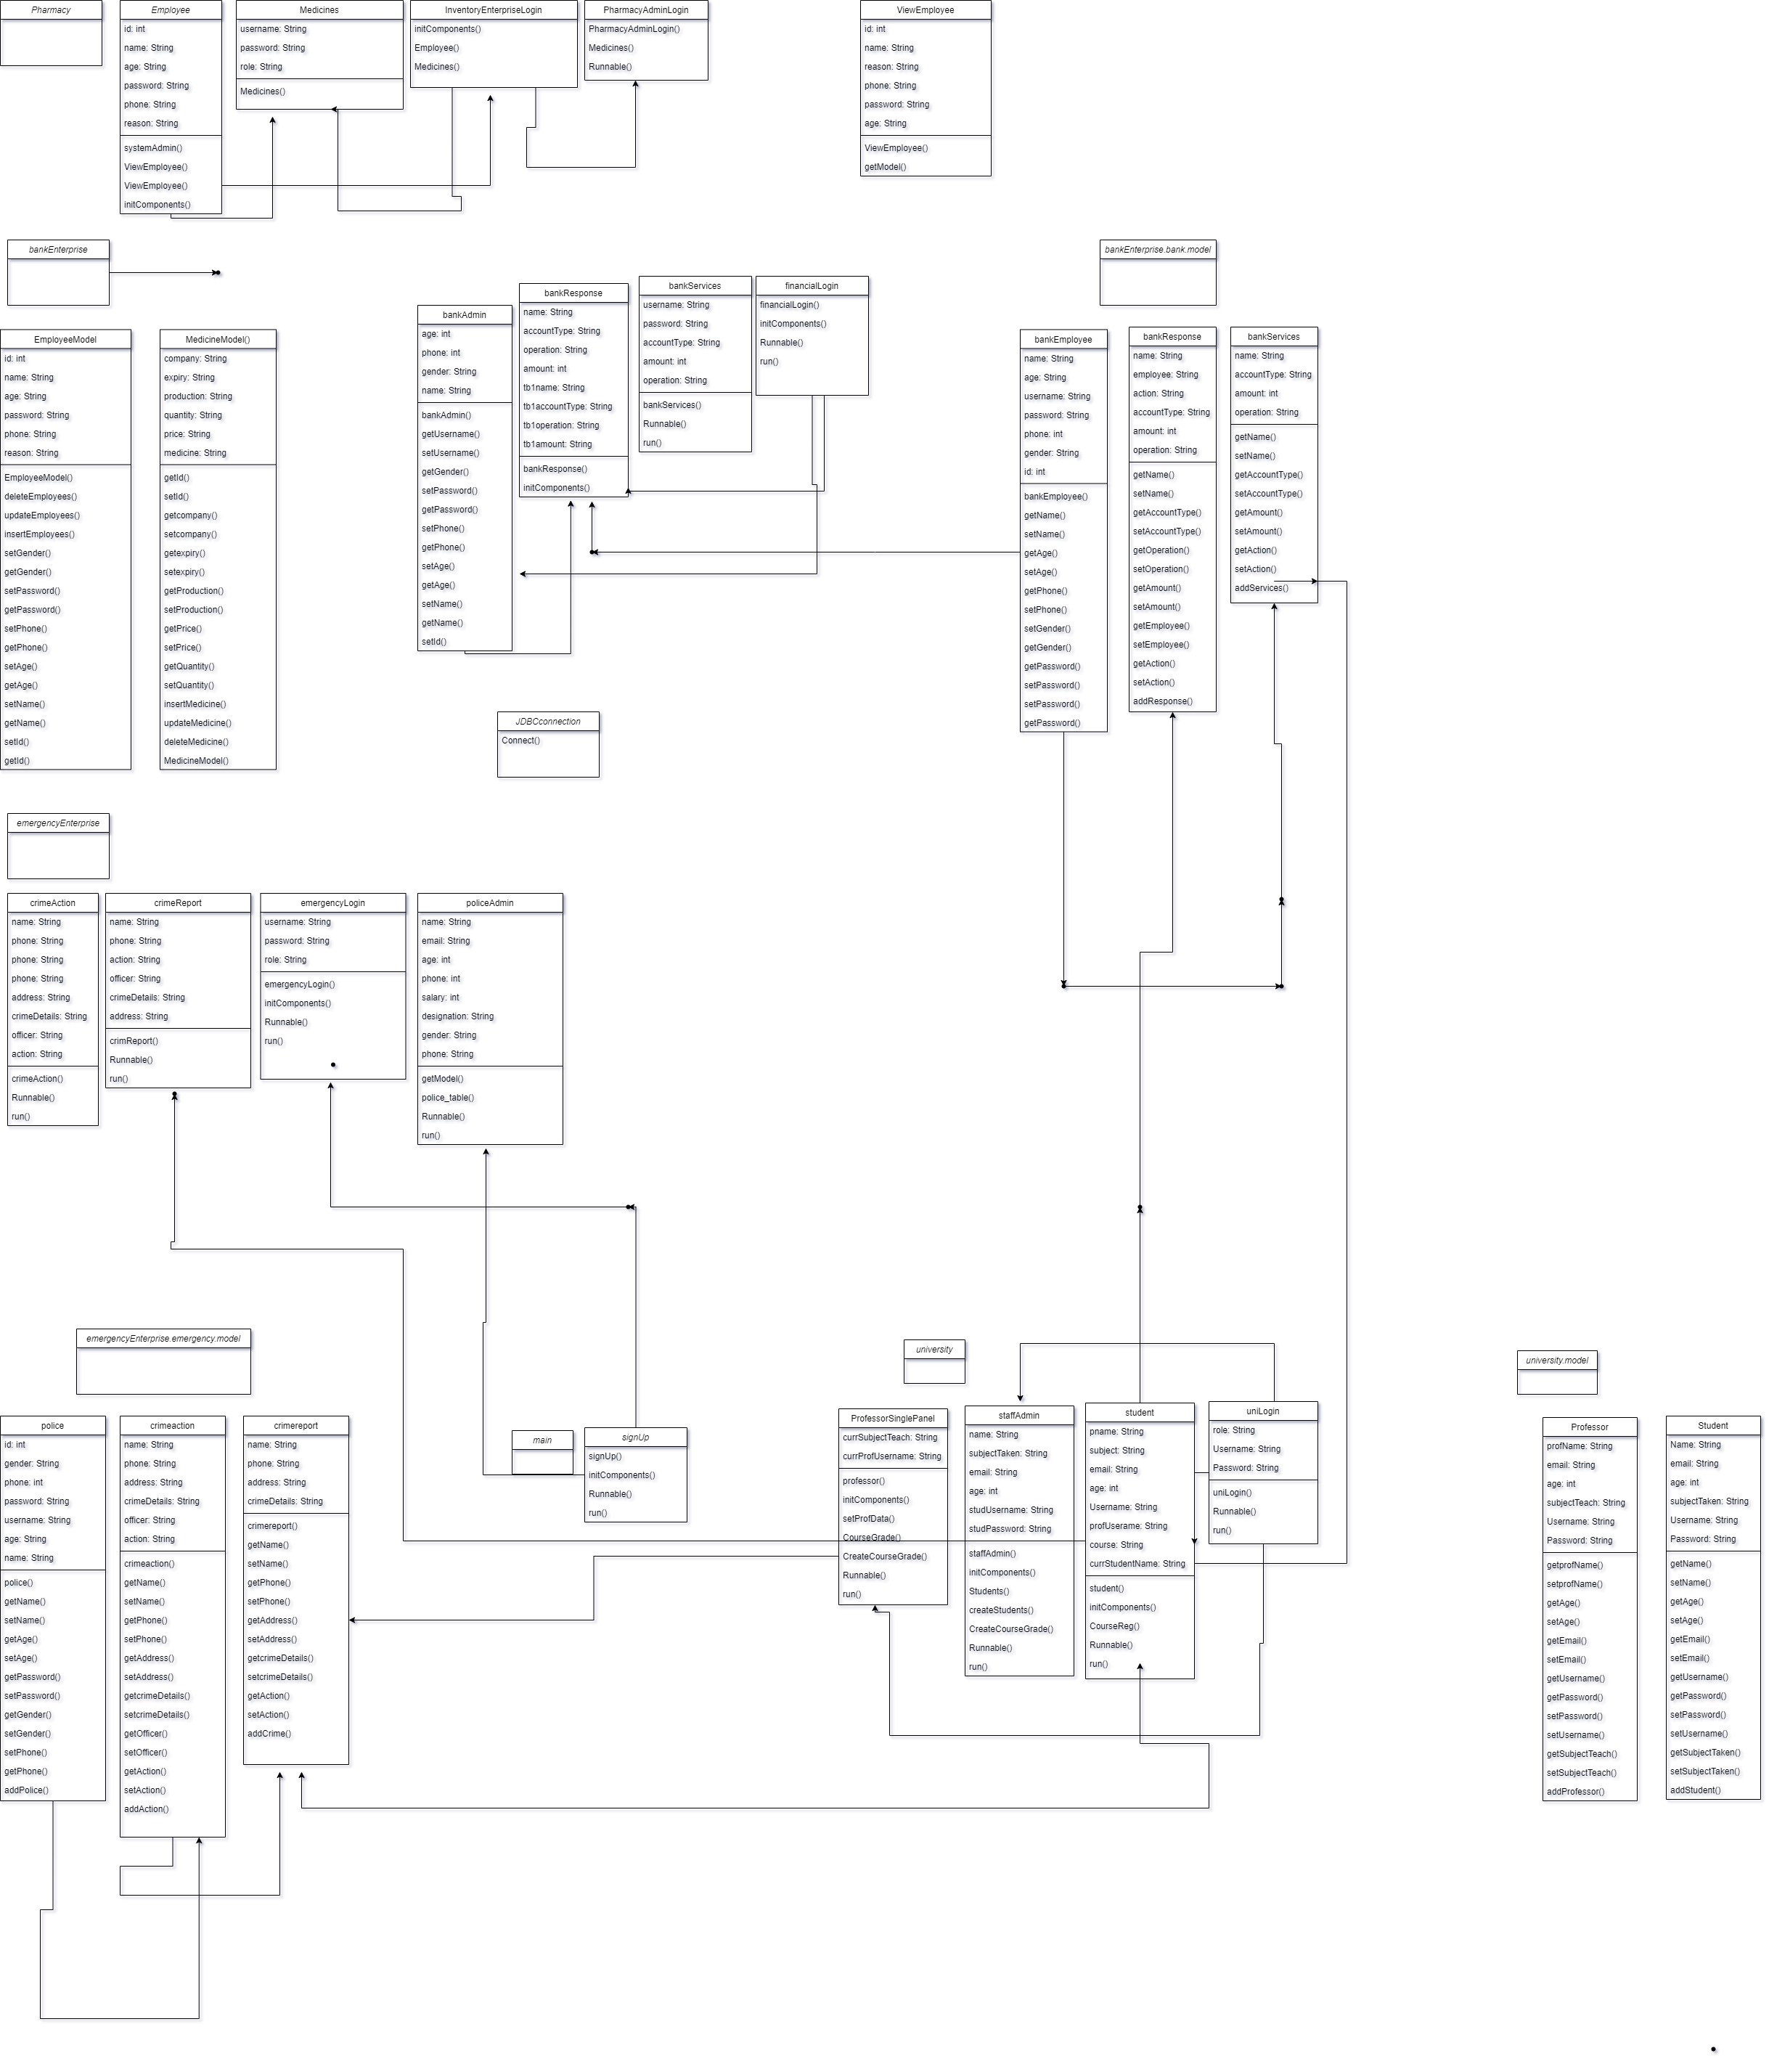 Pharmacy
Employee
id: int
name: String
age: String
password: String
phone: String
reason: String
systemAdmin()
ViewEmployee()
ViewEmployee()
initComponents()
Medicines
username: String
password: String
role: String
Medicines()
InventoryEnterpriseLogin
initComponents()
Employee()
Medicines()
PharmacyAdminLogin
PharmacyAdminLogin()
Medicines()
Runnable()
ViewEmployee
id: int
name: String
reason: String
phone: String
password: String
age: String
ViewEmployee()
getModel()
bankEnterprise
EmployeeModel
id: int
name: String
age: String
password: String
phone: String
reason: String
EmployeeModel()
deleteEmployees()
updateEmployees()
insertEmployees()
setGender()
getGender()
setPassword()
getPassword()
setPhone()
getPhone()
setAge()
getAge()
setName()
getName()
setId()
getId()
MedicineModel()
company: String
expiry: String
production: String
quantity: String
price: String
medicine: String
getId()
setId()
getcompany()
setcompany()
getexpiry()
setexpiry()
getProduction()
setProduction()
getPrice()
setPrice()
getQuantity()
setQuantity()
insertMedicine()
updateMedicine()
deleteMedicine()
MedicineModel()
bankAdmin
age: int
phone: int
gender: String
name: String
bankAdmin()
getUsername()
setUsername()
getGender()
setPassword()
getPassword()
setPhone()
getPhone()
setAge()
getAge()
setName()
getName()
setId()
bankResponse
name: String
accountType: String
operation: String
amount: int
tb1name: String
tb1accountType: String
tb1operation: String
tb1amount: String
bankResponse()
initComponents()
bankServices
username: String
password: String
accountType: String
amount: int
operation: String
bankServices()
Runnable()
run()
financialLogin
financialLogin()
initComponents()
Runnable()
run()
bankEnterprise.bank.model
bankEmployee
name: String
age: String
username: String
password: String
phone: int
gender: String
id: int
bankEmployee()
getName()
setName()
getAge()
setAge()
getPhone()
setPhone()
setGender()
getGender()
getPassword()
setPassword()
setPassword()
getPassword()
bankResponse
name: String
employee: String
action: String
accountType: String
amount: int
operation: String
getName()
setName()
getAccountType()
setAccountType()
getOperation()
setOperation()
getAmount()
setAmount()
getEmployee()
setEmployee()
getAction()
setAction()
addResponse()
bankServices
name: String
accountType: String
amount: int
operation: String
getName()
setName()
getAccountType()
setAccountType()
getAmount()
setAmount()
getAction()
setAction()
addServices()
JDBCconnection
Connect()
emergencyEnterprise
crimeAction
name: String
phone: String
phone: String
phone: String
address: String
crimeDetails: String
officer: String
action: String
crimeAction()
Runnable()
run()
crimeReport
name: String
phone: String
action: String
officer: String
crimeDetails: String
address: String
crimReport()
Runnable()
run()
emergencyLogin
username: String
password: String
role: String
emergencyLogin()
initComponents()
Runnable()
run()
policeAdmin
name: String
email: String
age: int
phone: int
salary: int
designation: String
gender: String
phone: String
getModel()
police_table()
Runnable()
run()
emergencyEnterprise.emergency.model
police
id: int
gender: String
phone: int
password: String
username: String
age: String
name: String
police()
getName()
setName()
getAge()
setAge()
getPassword()
setPassword()
getGender()
setGender()
setPhone()
getPhone()
addPolice()
crimeaction
name: String
phone: String
address: String
crimeDetails: String
officer: String
action: String
crimeaction()
getName()
setName()
getPhone()
setPhone()
getAddress()
setAddress()
getcrimeDetails()
setcrimeDetails()
getOfficer()
setOfficer()
getAction()
setAction()
addAction()
crimereport
name: String
phone: String
address: String
crimeDetails: String
crimereport()
getName()
setName()
getPhone()
setPhone()
getAddress()
setAddress()
getcrimeDetails()
setcrimeDetails()
getAction()
setAction()
addCrime()
main
signUp
signUp()
initComponents()
Runnable()
run()
university
ProfessorSinglePanel
currSubjectTeach: String
currProfUsername: String
professor()
initComponents()
setProfData()
CourseGrade()
CreateCourseGrade()
Runnable()
run()
staffAdmin
name: String
subjectTaken: String
email: String
age: int
studUsername: String
studPassword: String
staffAdmin()
initComponents()
Students()
createStudents()
CreateCourseGrade()
Runnable()
run()
student
pname: String
subject: String
email: String
age: int
Username: String
profUserame: String
course: String
currStudentName: String
student()
initComponents()
CourseReg()
Runnable()
run()
uniLogin
role: String
Username: String
Password: String
uniLogin()
Runnable()
run()
university.model
Professor
profName: String
email: String
age: int
subjectTeach: String
Username: String
Password: String
getprofName()
setprofName()
getAge()
setAge()
getEmail()
setEmail()
getUsername()
getPassword()
setPassword()
setUsername()
getSubjectTeach()
setSubjectTeach()
addProfessor()
Student
Name: String
email: String
age: int
subjectTaken: String
Username: String
Password: String
getName()
setName()
getAge()
setAge()
getEmail()
setEmail()
getUsername()
getPassword()
setPassword()
setUsername()
getSubjectTaken()
setSubjectTaken()
addStudent()